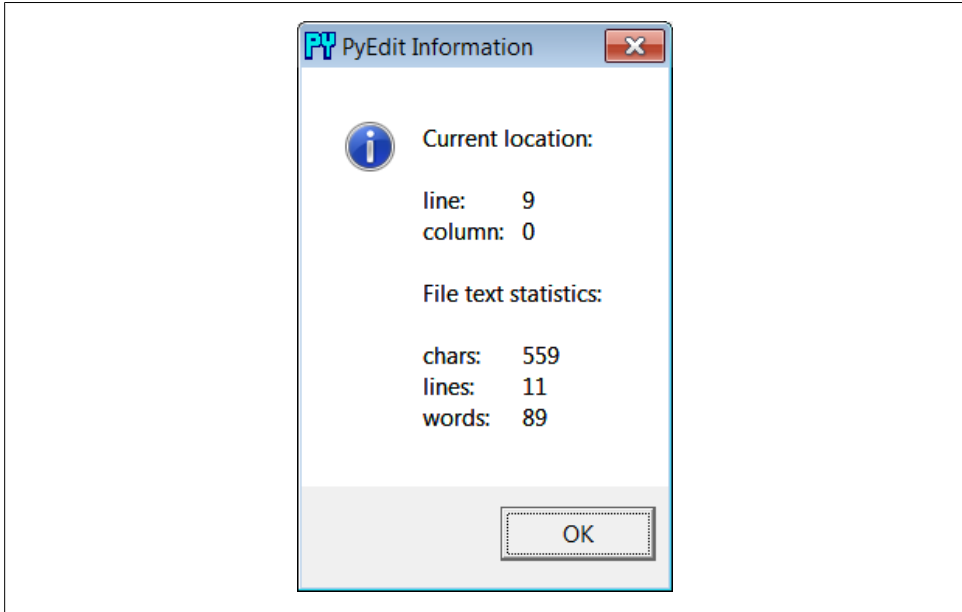 PY PyEdit Information
Current location:
line: 9
column: 0
File text statistics:
chars: 559
lines: 11
words: 89
OK